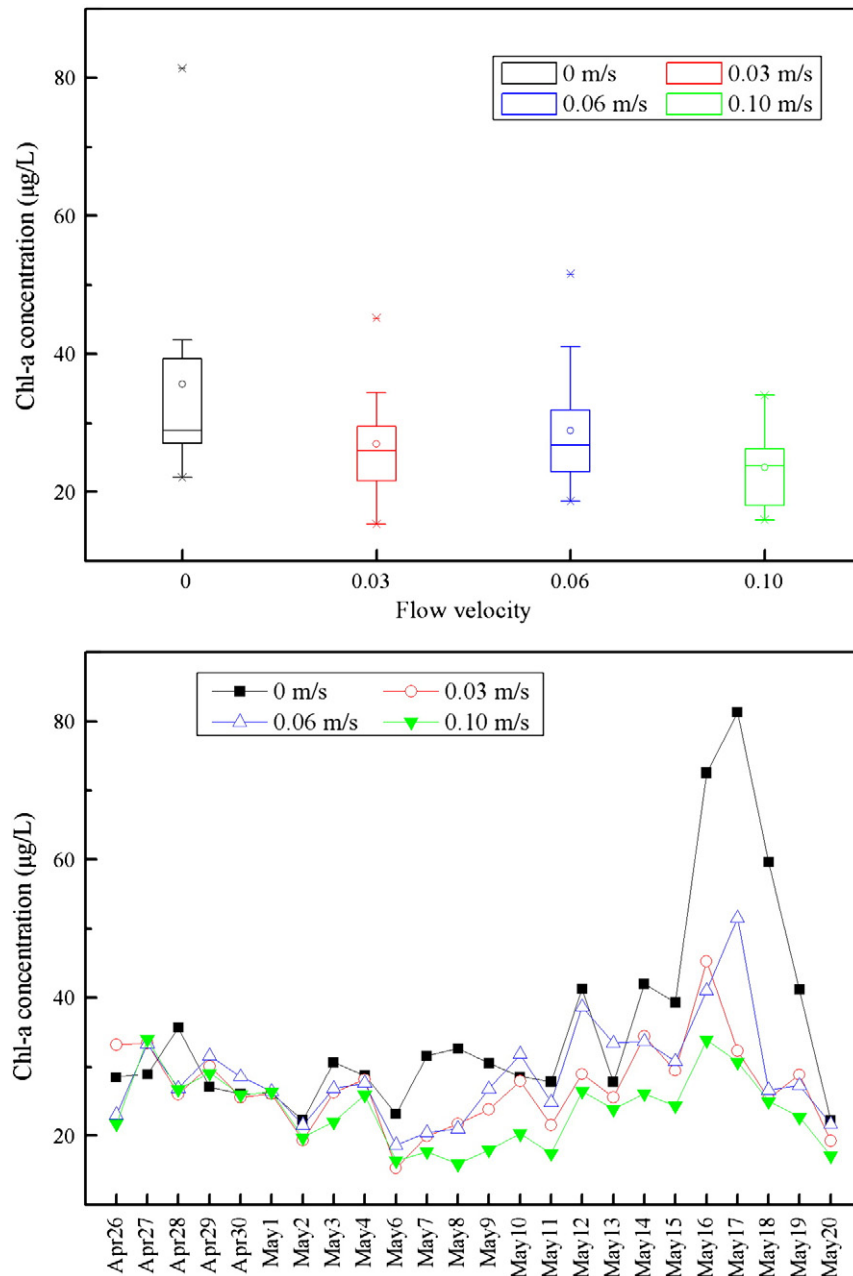 80
60
40
20
Chl-a concentration (μg/L)
0 m/s 0.03 m/s
0.06 m/s 0.10 m/s
0 0.03 0.06 0.10
Flow velocity
80
60
40
20
Chl-a concentration (μg/L)
0 m/s 0.03 m/s
0.06 m/s 0.10 m/s
Apr26
Apr27
Apr28
Apr29
Apr30
May1
May2
May3
May4
May6
May7
May8
May9
May10
May11
May12
May13
May14
May15
May16
May17
May18
May19
May20